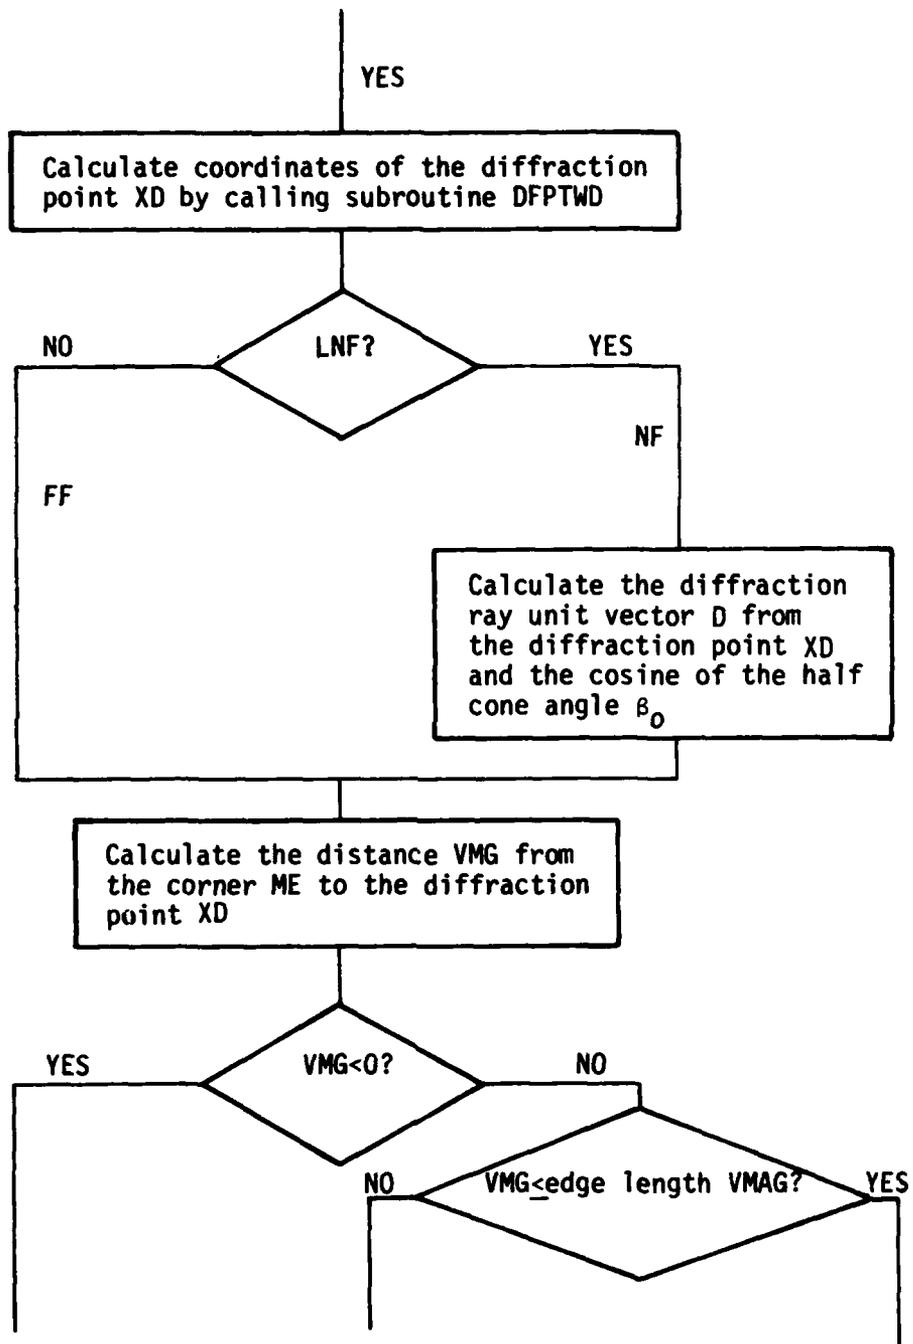 YES
Calculate coordinates of the diffraction
point XD by calling subroutine DFPTWD
NO
LNF?
YES
NF
FF
Calculate the diffraction
ray unit vector D from
the diffraction point XD
and the cosine of the half
cone angle β₀
Calculate the distance VMG from
the corner ME to the diffraction
point XD
YES
VMG<0?
NO
NO
VMG≤edge length VMAG?
YES